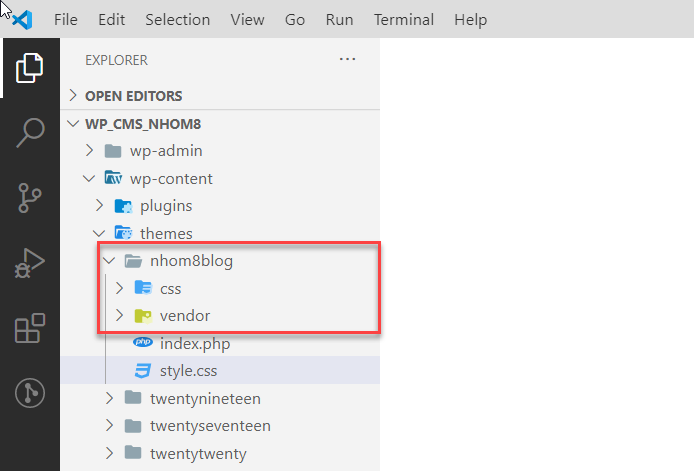 File Edit Selection View Go Run Terminal Help
EXPLORER ...
OPEN EDITORS
WP_CMS_NHOM8
wp-admin
wp-content
plugins
themes
nhom8blog
css
vendor
php index.php
style.css
twentynineteen
twentyseventeen
twentytwenty